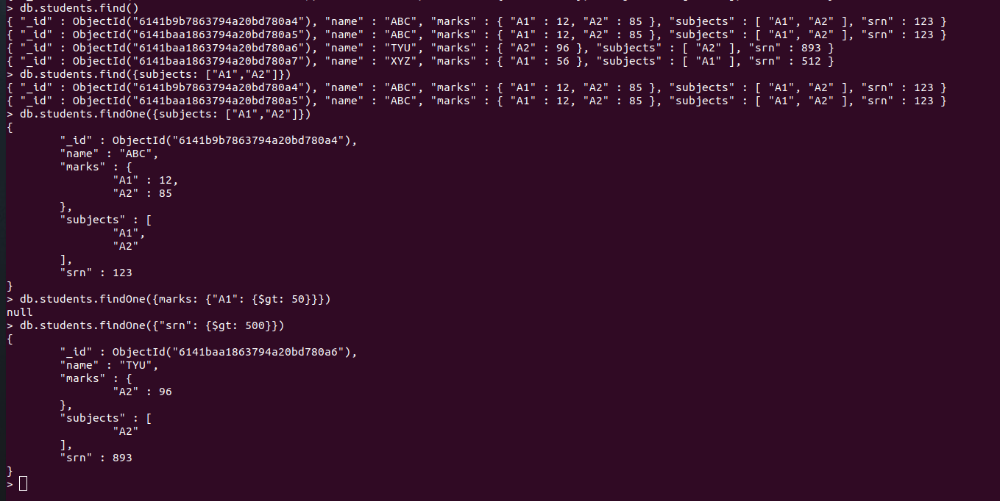 > db.students.find()
{ "_id" : ObjectId("6141b9b7863794a20bd780a4"), "name" : "ABC", "marks" : { "A1" : 12, "A2" : 85 }, "subjects" : [ "A1", "A2" ], "srn" : 123 }
{ "_id" : ObjectId("6141baa1863794a20bd780a5"), "name" : "ABC", "marks" : { "A1" : 12, "A2" : 85 }, "subjects" : [ "A1", "A2" ], "srn" : 123 }
{ "_id" : ObjectId("6141baa1863794a20bd780a6"), "name" : "TYU", "marks" : { "A2" : 96 }, "subjects" : [ "A2" ], "srn" : 893 }
{ "_id" : ObjectId("6141baa1863794a20bd780a7"), "name" : "XYZ", "marks" : { "A1" : 56 }, "subjects" : [ "A1" ], "srn" : 512 }
> db.students.find({subjects: ["A1","A2"]})
{ "_id" : ObjectId("6141b9b7863794a20bd780a4"), "name" : "ABC", "marks" : { "A1" : 12, "A2" : 85 }, "subjects" : [ "A1", "A2" ], "srn" : 123 }
{ "_id" : ObjectId("6141baa1863794a20bd780a5"), "name" : "ABC", "marks" : { "A1" : 12, "A2" : 85 }, "subjects" : [ "A1", "A2" ], "srn" : 123 }
> db.students.findOne({subjects: ["A1","A2"]})
{
        "_id" : ObjectId("6141b9b7863794a20bd780a4"),
        "name" : "ABC",
        "marks" : {
                "A1" : 12,
                "A2" : 85
        },
        "subjects" : [
                "A1",
                "A2"
        ],
        "srn" : 123
}
> db.students.findOne({marks: {"A1": {$gt: 50}}})
null
> db.students.findOne({"srn": {$gt: 500}})
{
        "_id" : ObjectId("6141baa1863794a20bd780a6"),
        "name" : "TYU",
        "marks" : {
                "A2" : 96
        },
        "subjects" : [
                "A2"
        ],
        "srn" : 893
}
>